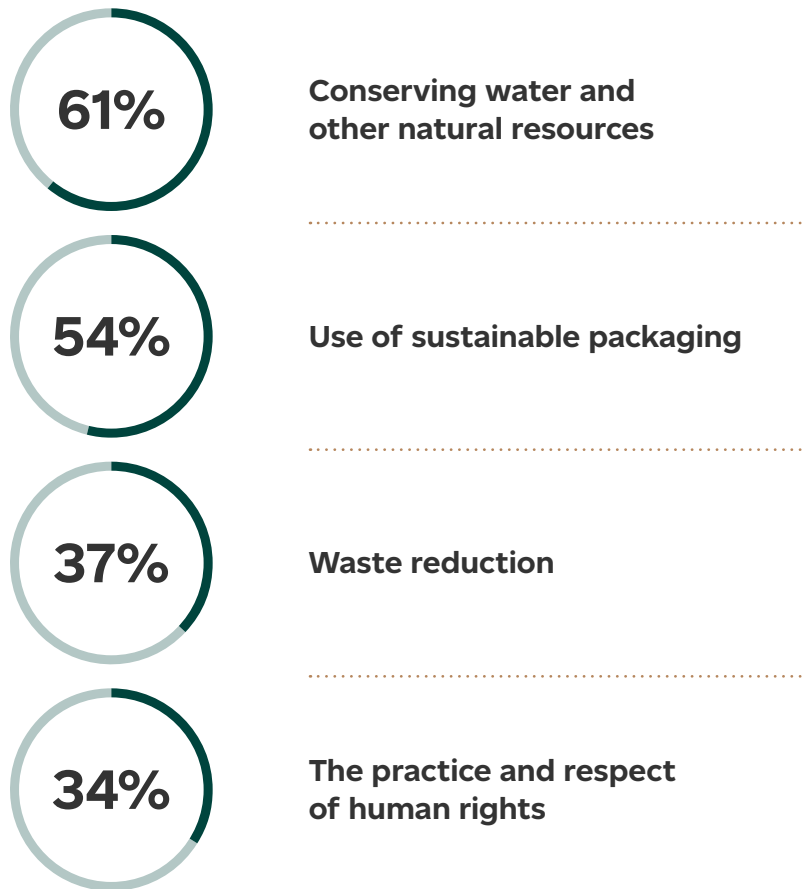 61%
Conserving water and
other natural resources
54%
Use of sustainable packaging
37%
Waste reduction
34%
The practice and respect
of human rights